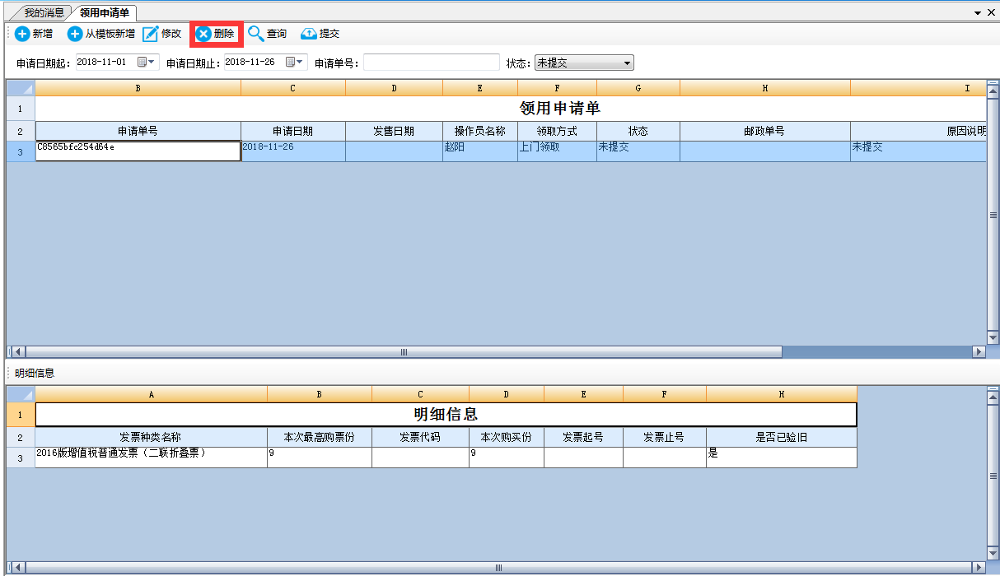 我的消息 领用申请单
新增 从模板新增 修改 删除 查询 提交
申请日期起: 2018-11-01 申请日期止: 2018-11-26 申请单号: 状态: 未提交
B C D E F G H I
1 领用申请单
2 申请单号 申请日期 发售日期 操作员名称 领取方式 状态 邮政单号 原因说明
3 C8565bfc254d64e 2018-11-26 赵阳 上门领取 未提交 未提交
明细信息
A B C D E F H
1 明细信息
2 发票种类名称 本次最高购票份 发票代码 本次购买份 发票起号 发票止号 是否已验旧
3 2016版增值税普通发票（二联折叠票） 9 9 是